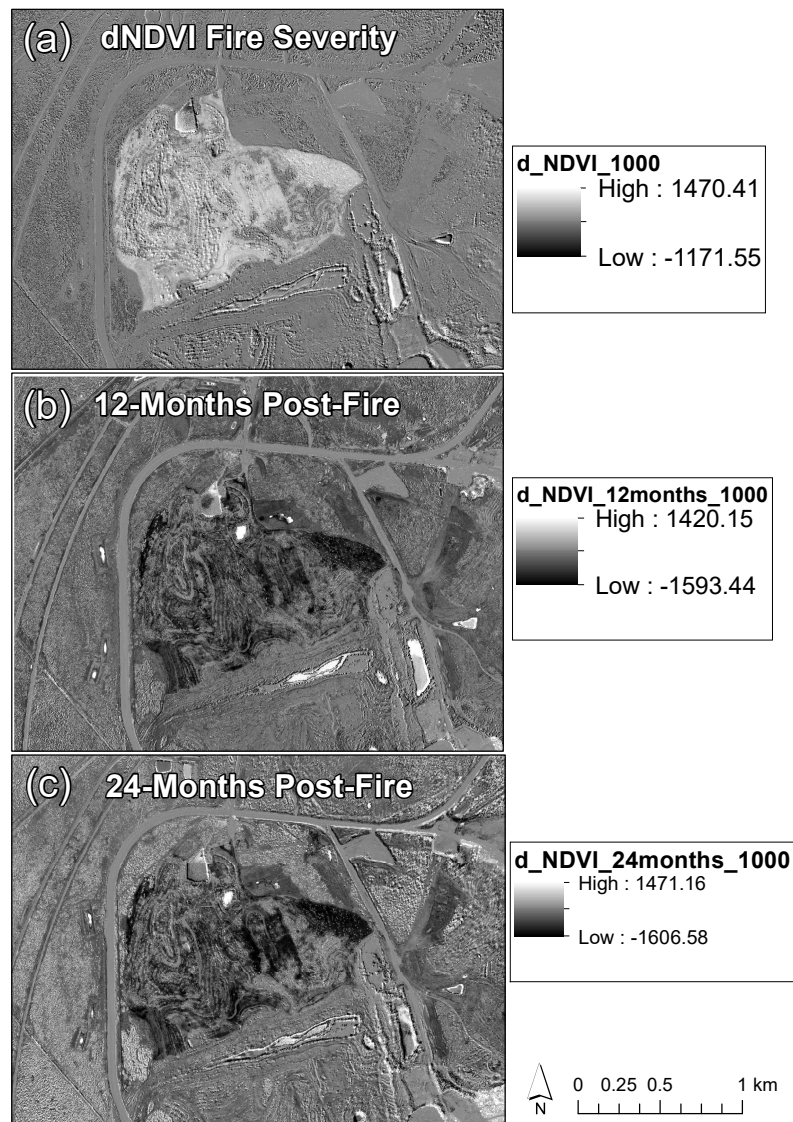 (a) dNDVI Fire Severity
d_NDVI_1000
High : 1470.41
Low : -1171.55
(b) 12-Months Post-Fire
d_NDVI_12months_1000
High : 1420.15
Low : -1593.44
(c) 24-Months Post-Fire
d_NDVI_24months_1000
High : 1471.16
Low : -1606.58
N
0 0.25 0.5 1 km